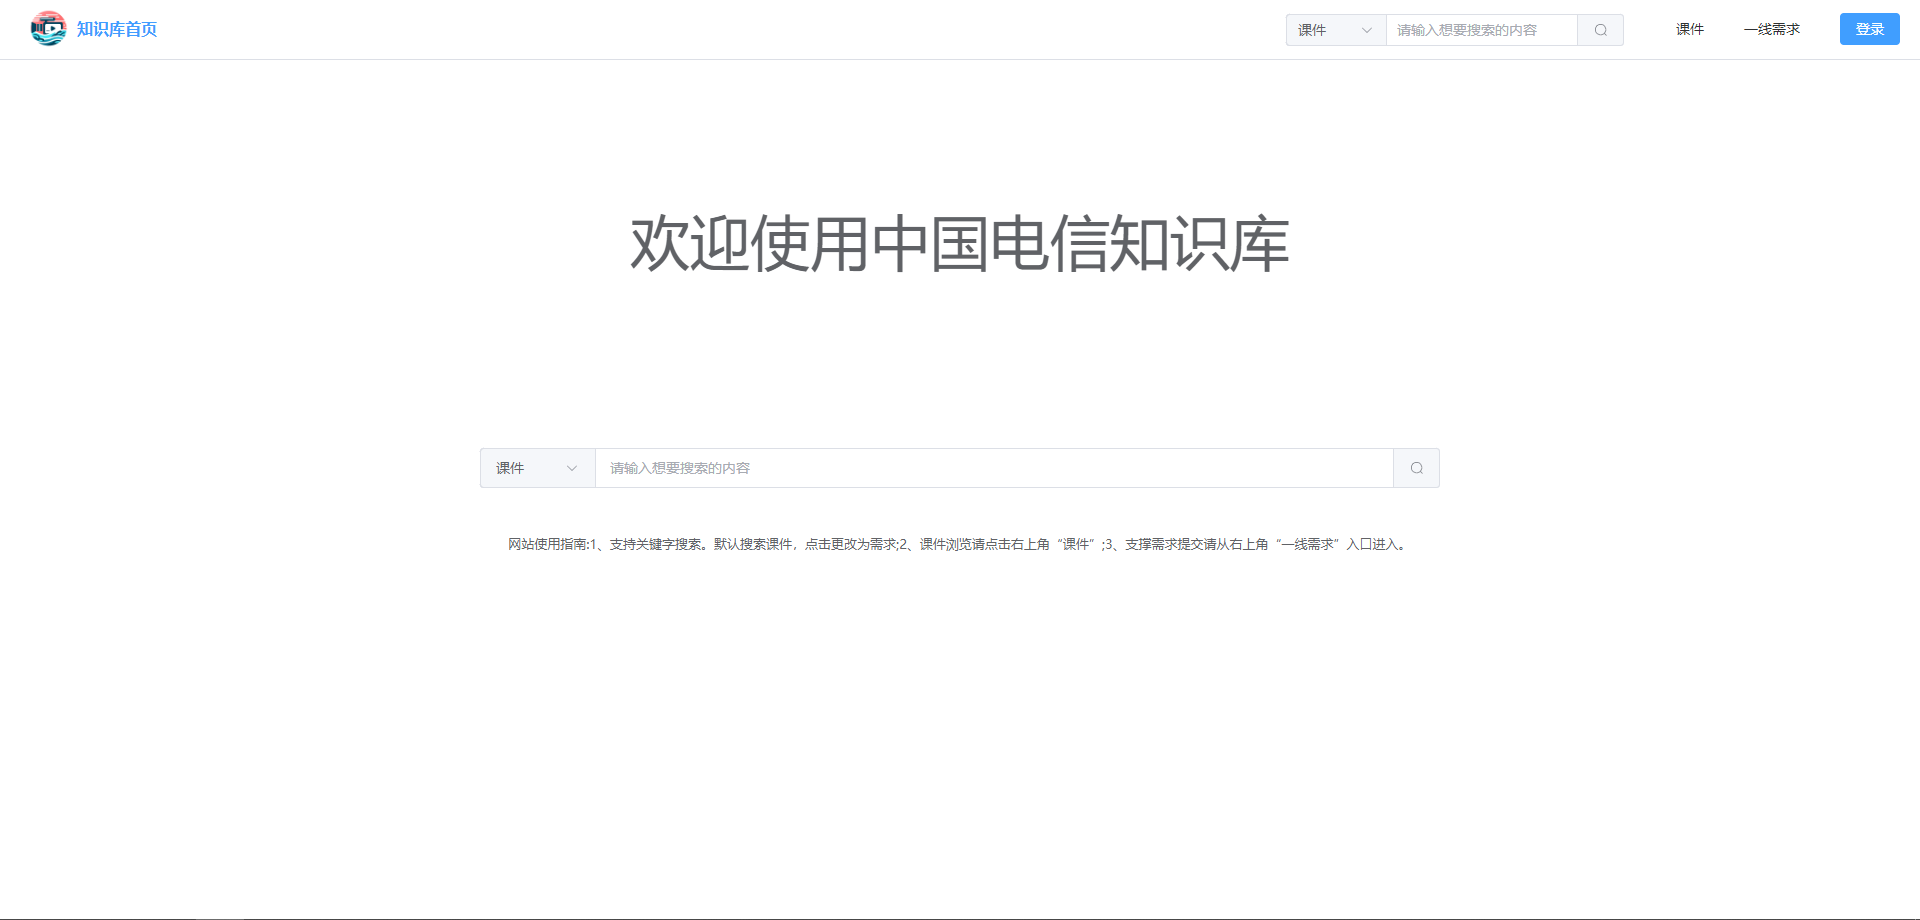 知识库首页
课件
请输入想要搜索的内容
课件
一线需求
登录
欢迎使用中国电信知识库
课件
请输入想要搜索的内容
网站使用指南:1、支持关键字搜索。默认搜索课件，点击更改为需求;2、课件浏览请点击右上角“课件”;3、支撑需求提交请从右上角“一线需求”入口进入。